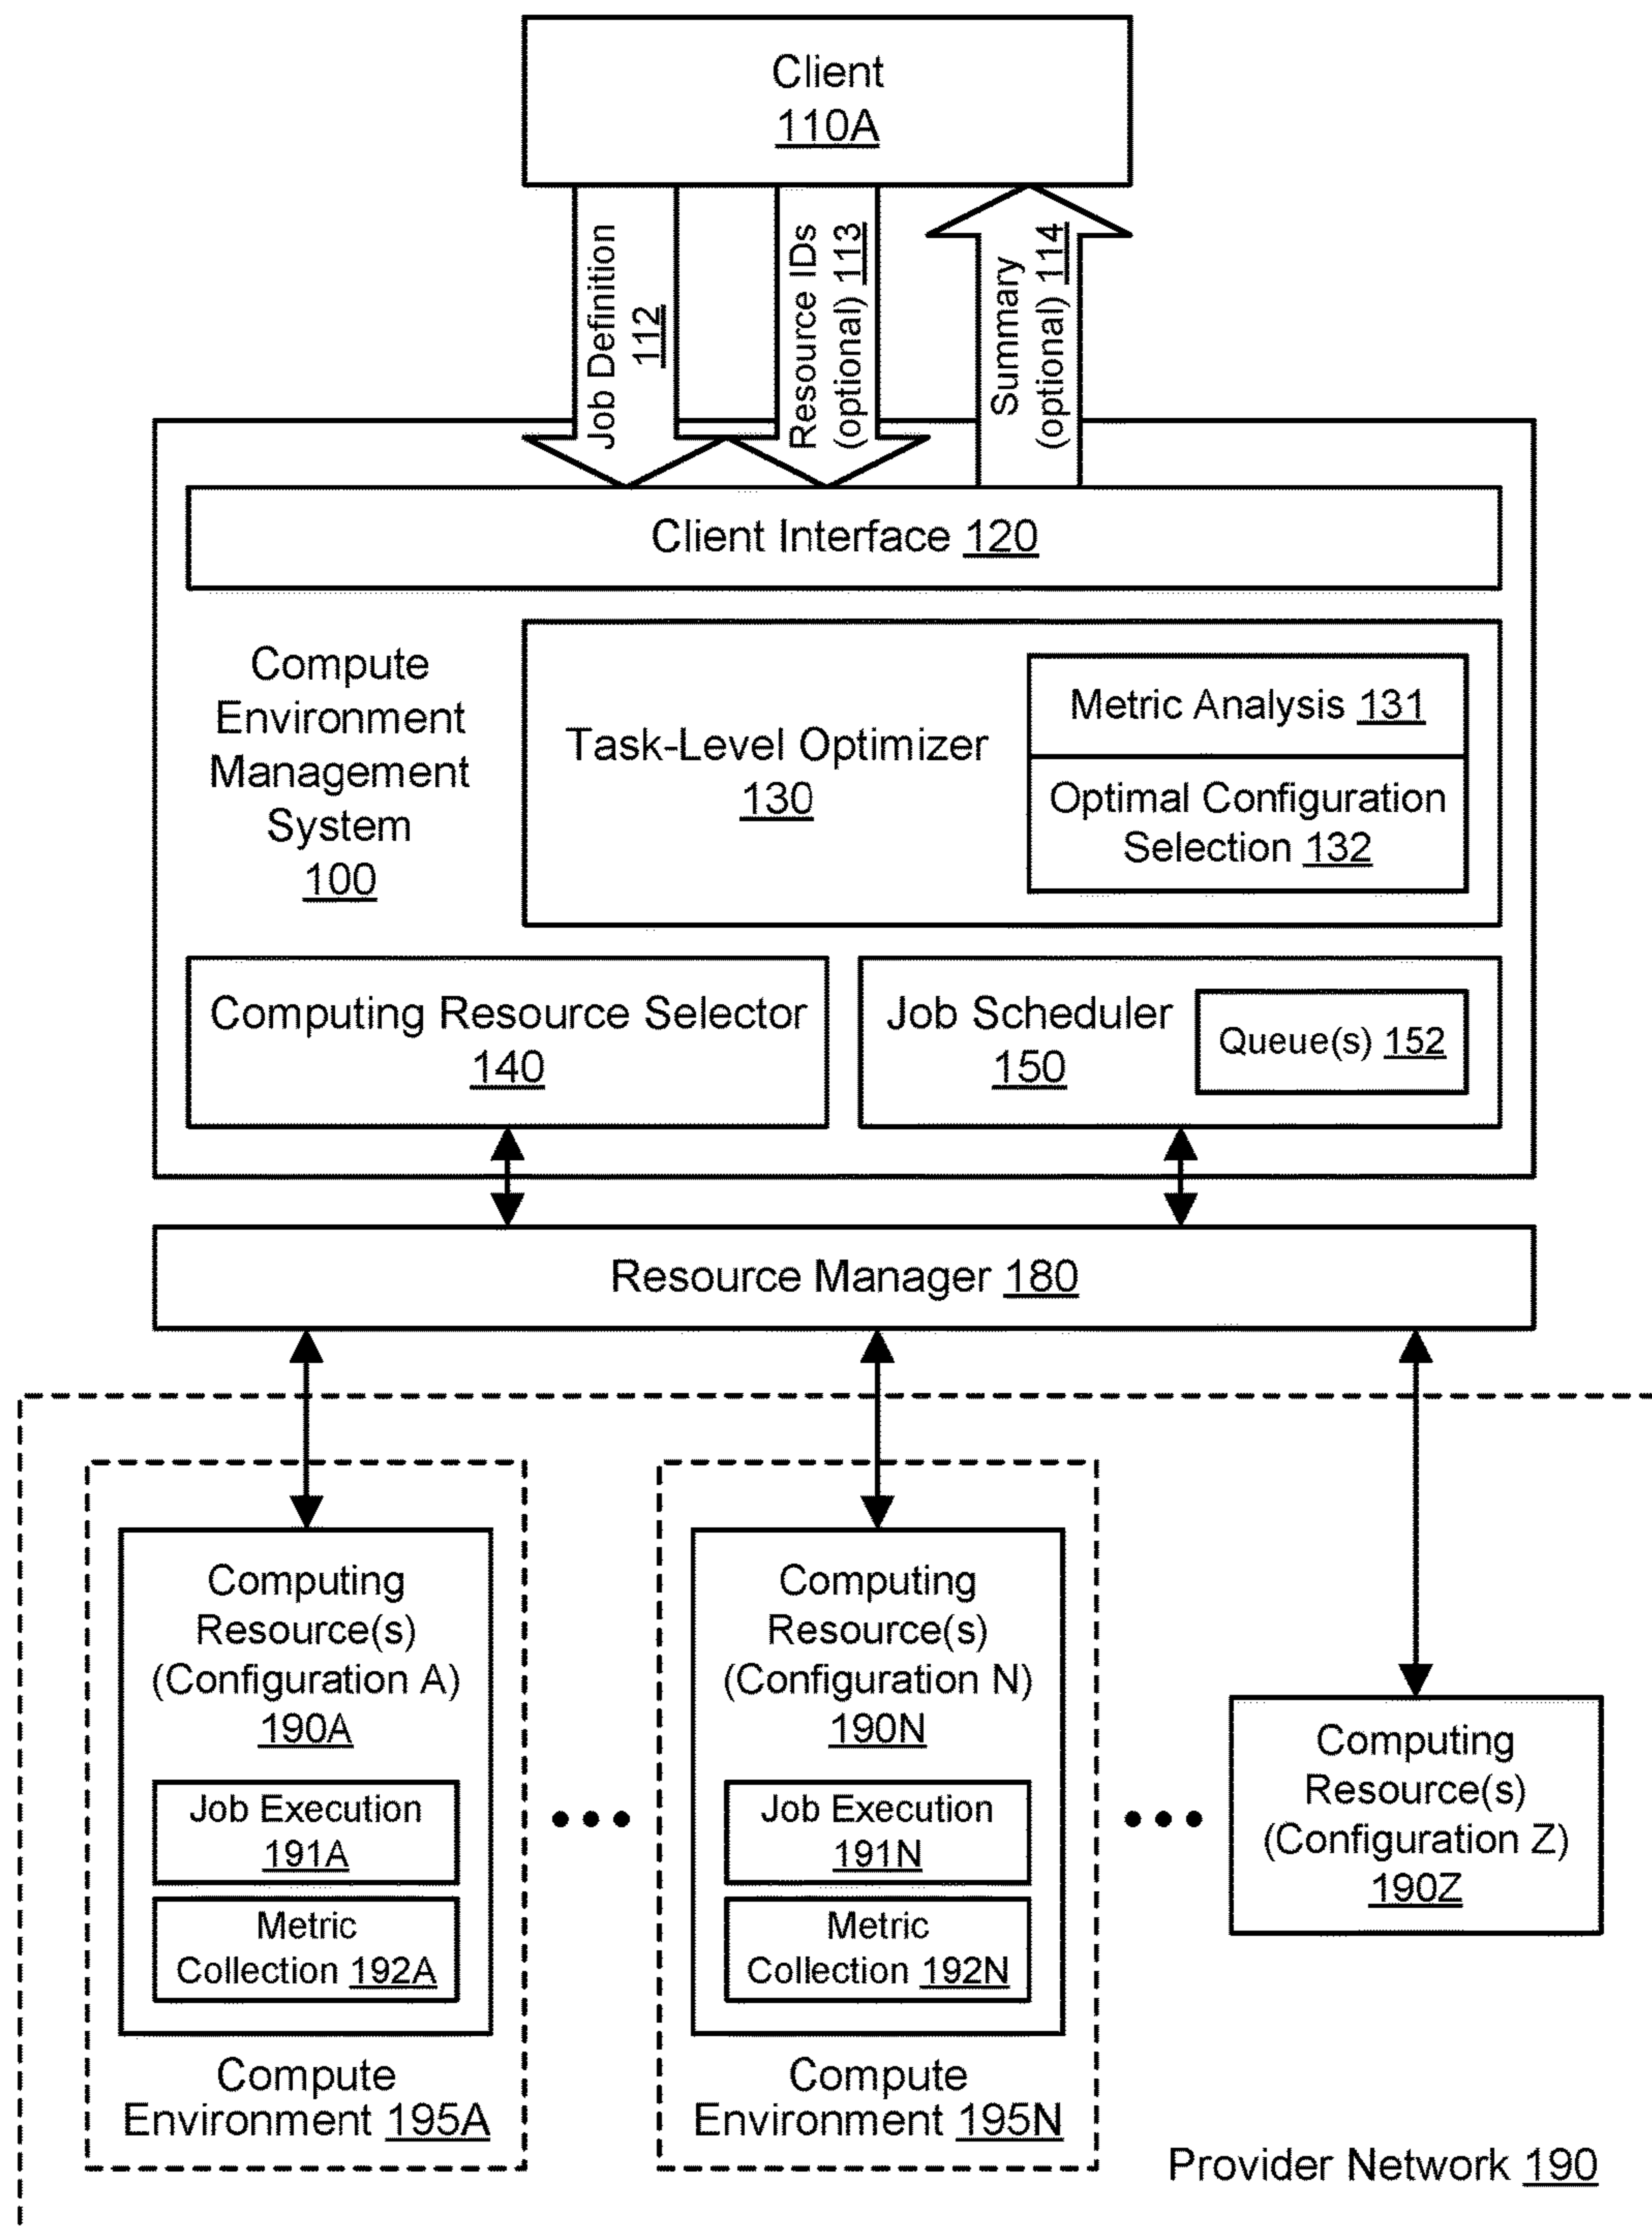 Client
110A
Job Definition
112
Resource IDs
(optional) 113
Summary
(optional) 114
Client Interface 120
Compute
Environment
Management
System
100
Task-Level Optimizer
130
Metric Analysis 131
Optimal Configuration
Selection 132
Computing Resource Selector
140
Job Scheduler
150
Queue(s) 152
Resource Manager 180
Computing
Resource(s)
(Configuration A)
190A
Job Execution
191A
Metric
Collection 192A
Compute
Environment 195A
Computing
Resource(s)
(Configuration N)
190N
Job Execution
191N
Metric
Collection 192N
Compute
Environment 195N
Computing
Resource(s)
(Configuration Z)
190Z
Provider Network 190